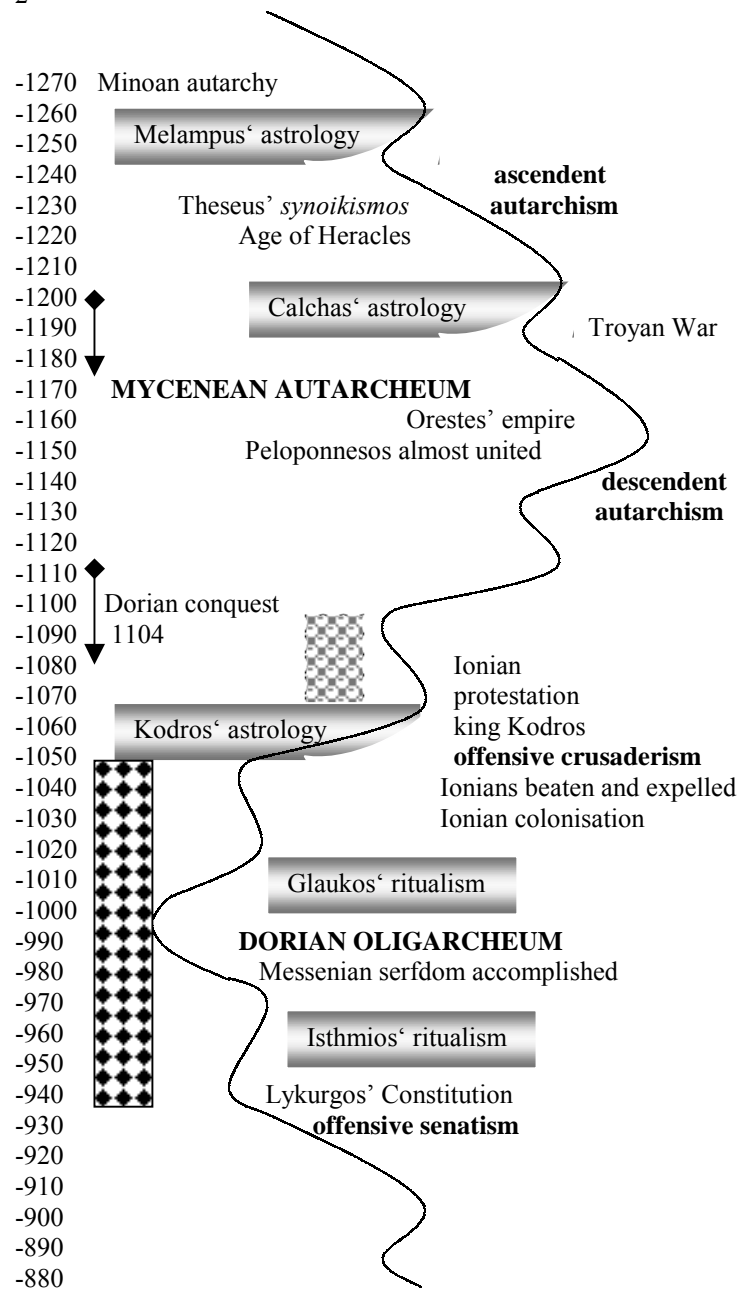 2
-1270 Minoan autarchy
-1260
Melampus‘ astrology
-1250
-1240
ascendent
-1230 Theseus’ synoikismos autarchism
-1220 Age of Heracles
-1210
-1200 Calchas‘ astrology
-1190 Troyan War
-1180
-1170 MYCENEAN AUTARCHEUM
-1160 Orestes’ empire
-1150 Peloponnesos almost united
-1140 descendent
-1130 autarchism
-1120
-1110
-1100 Dorian conquest
-1090 1104
-1080 Ionian
-1070 protestation
-1060 Kodros‘ astrology king Kodros
-1050 offensive crusaderism
-1040 Ionians beaten and expelled
-1030 Ionian colonisation
-1020
-1010 Glaukos‘ ritualism
-1000
-990 DORIAN OLIGARCHEUM
-980 Messenian serfdom accomplished
-970
-960 Isthmios‘ ritualism
-950
-940 Lykurgos’ Constitution
-930 offensive senatism
-920
-910
-900
-890
-880